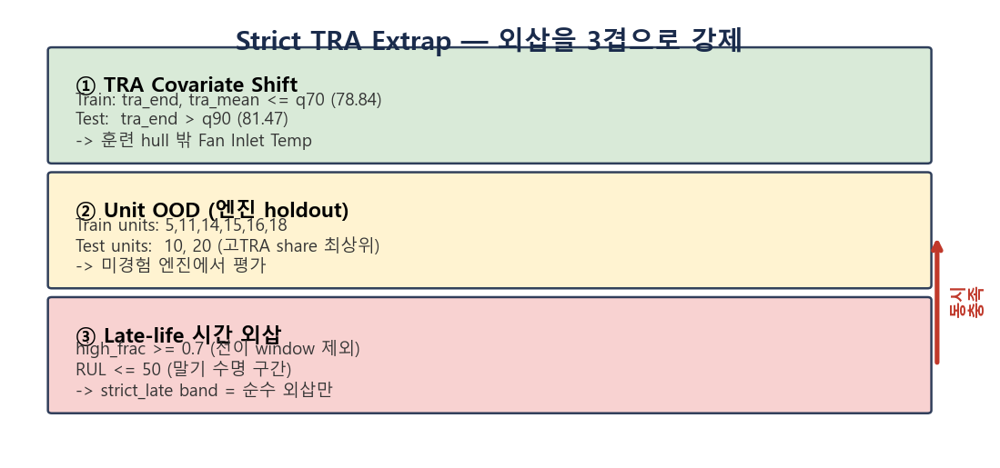 Strict TRA Extrap — 외삽을 3겹으로 강제
① TRA Covariate Shift
Train: tra_end, tra_mean <= q70 (78.84)
Test:  tra_end > q90 (81.47)
-> 훈련 hull 밖 Fan Inlet Temp
② Unit OOD (엔진 holdout)
Train units: 5,11,14,15,16,18
Test units:  10, 20 (고TRA share 최상위)
-> 미경험 엔진에서 평가
③ Late-life 시간 외삽
high_frac >= 0.7 (전이 window 제외)
RUL <= 50 (말기 수명 구간)
-> strict_late band = 순수 외삽만
동시
충족